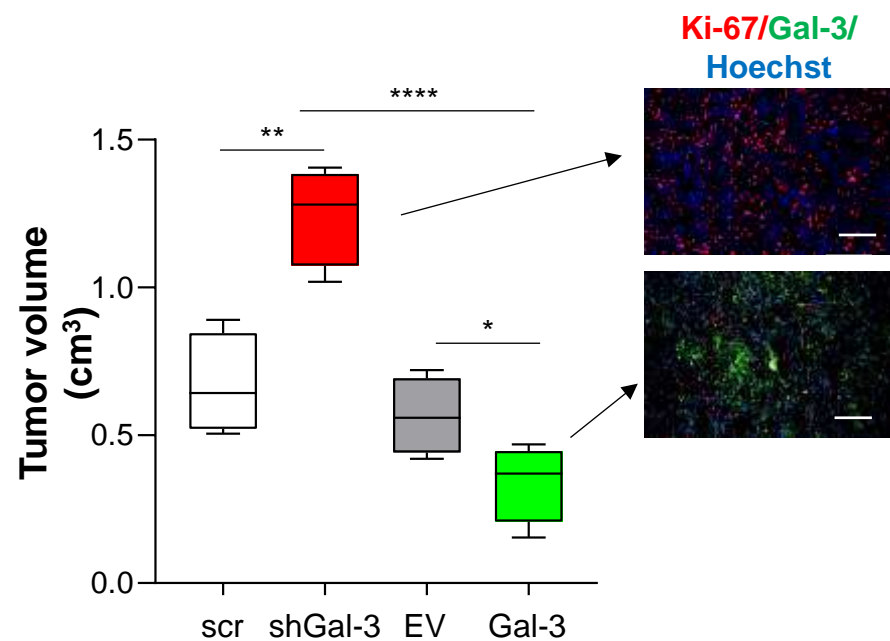 Ki-67/Gal-3/
Hoechst
****
**
*
Tumor volume
(cm³)
1.5
1.0
0.5
0.0
scr shGal-3 EV Gal-3